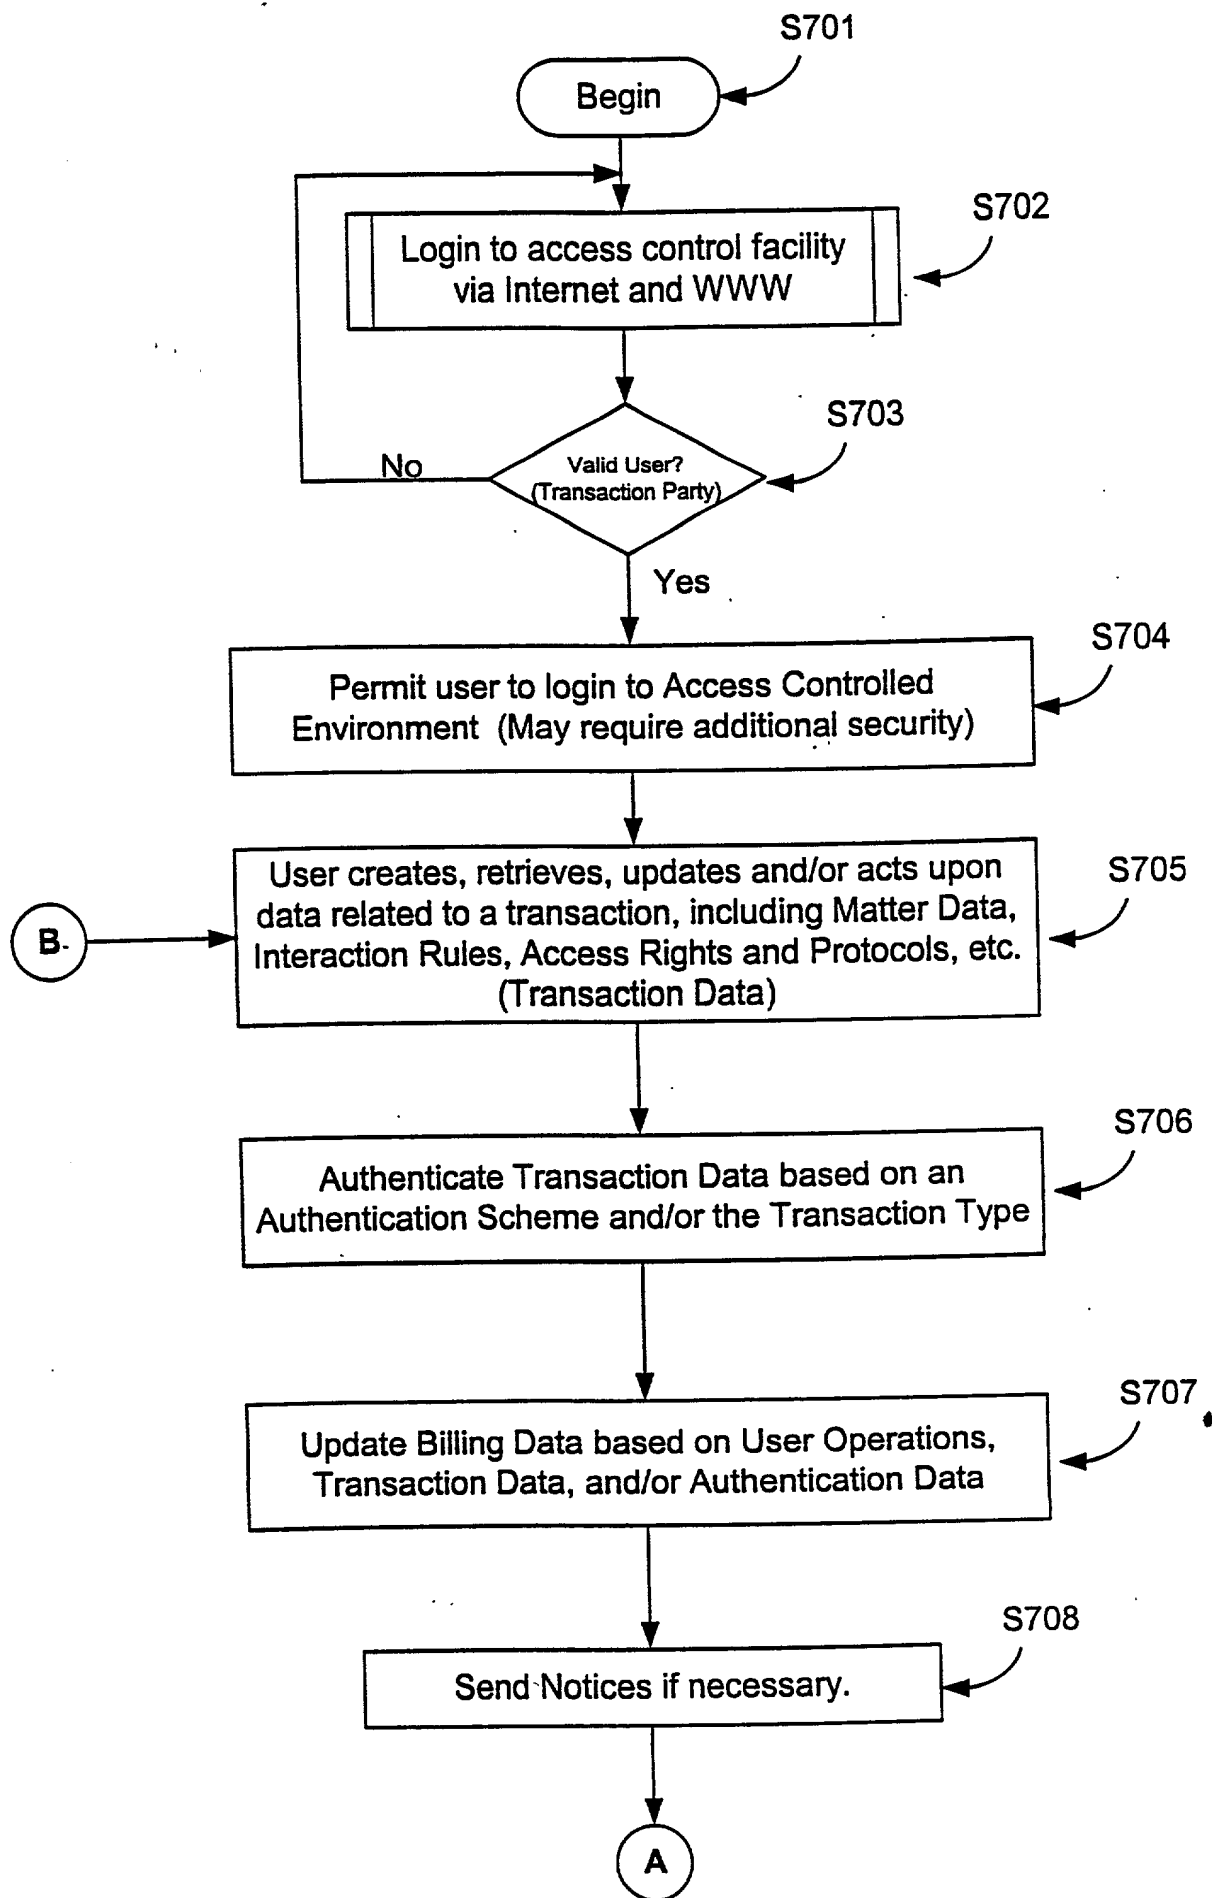 S701
Begin
S702
Login to access control facility
via Internet and WWW
S703
Valid User?
(Transaction Party)
No
Yes
S704
Permit user to login to Access Controlled
Environment (May require additional security)
S705
User creates, retrieves, updates and/or acts upon
data related to a transaction, including Matter Data,
Interaction Rules, Access Rights and Protocols, etc.
(Transaction Data)
B
S706
Authenticate Transaction Data based on an
Authentication Scheme and/or the Transaction Type
S707
Update Billing Data based on User Operations,
Transaction Data, and/or Authentication Data
S708
Send Notices if necessary.
A